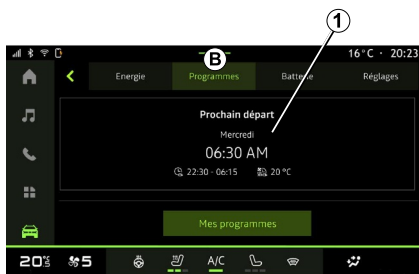 1
B
16°C · 20:23
Energie
Programmes
Batterie
Réglages
Prochain départ
Mercredi
06:30 AM
22:30 - 06:15 20 °C
Mes programmes
20°5 5 A/C